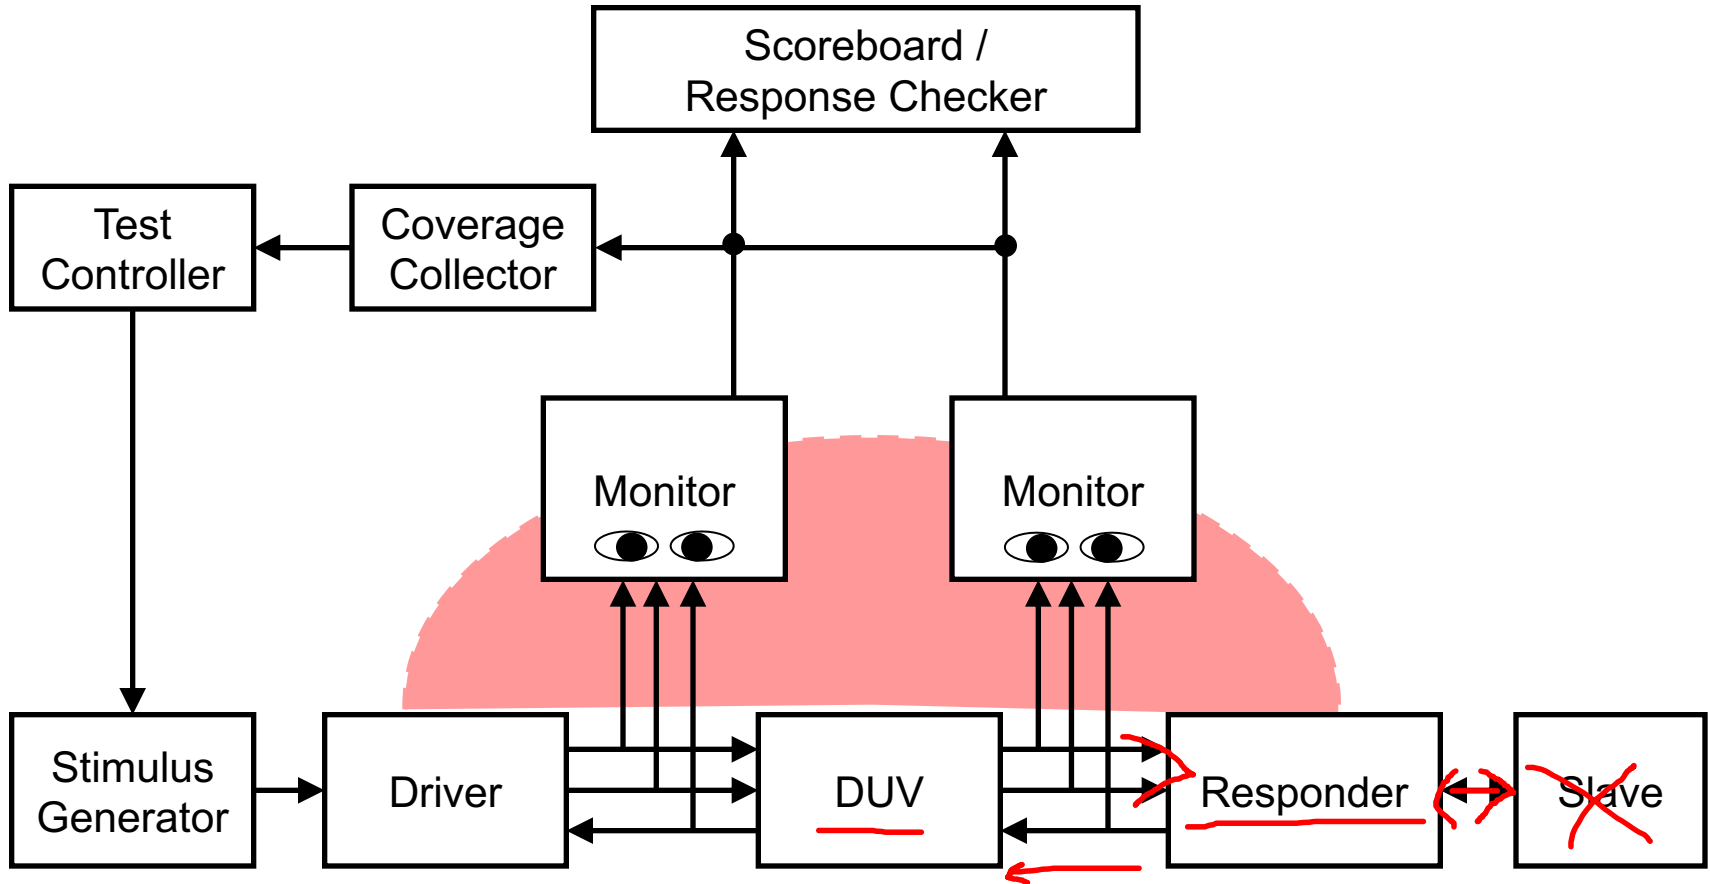 Scoreboard /
Response Checker
Test
Controller
Coverage
Collector
Monitor
Monitor
Stimulus
Generator
Driver
DUV
Responder
Slave